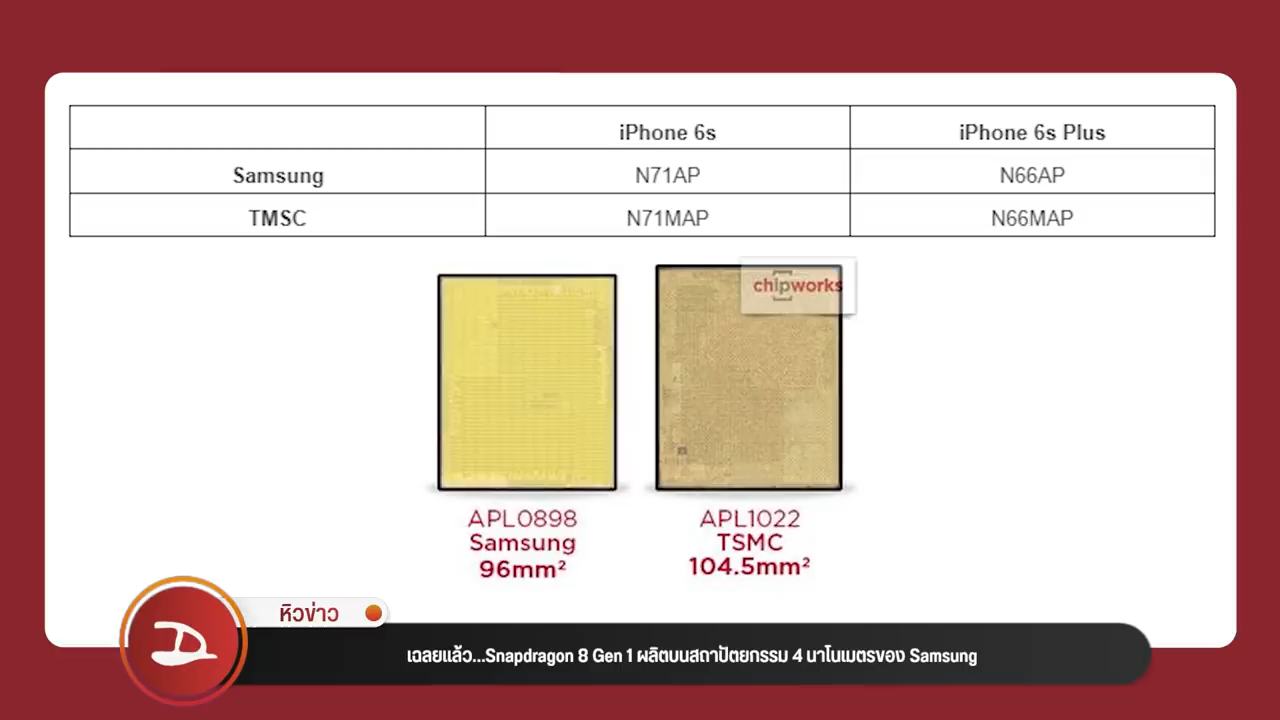 iPhone 6s iPhone 6s Plus
Samsung N71AP N66AP
TMSC N71MAP N66MAP
chipworks
APL0898
Samsung
96mm²
APL1022
TSMC
104.5mm²
หิวข่าว
เฉลยแล้ว...Snapdragon 8 Gen 1 ผลิตบนสถาปัตยกรรม 4 นาโนเมตรของ Samsung